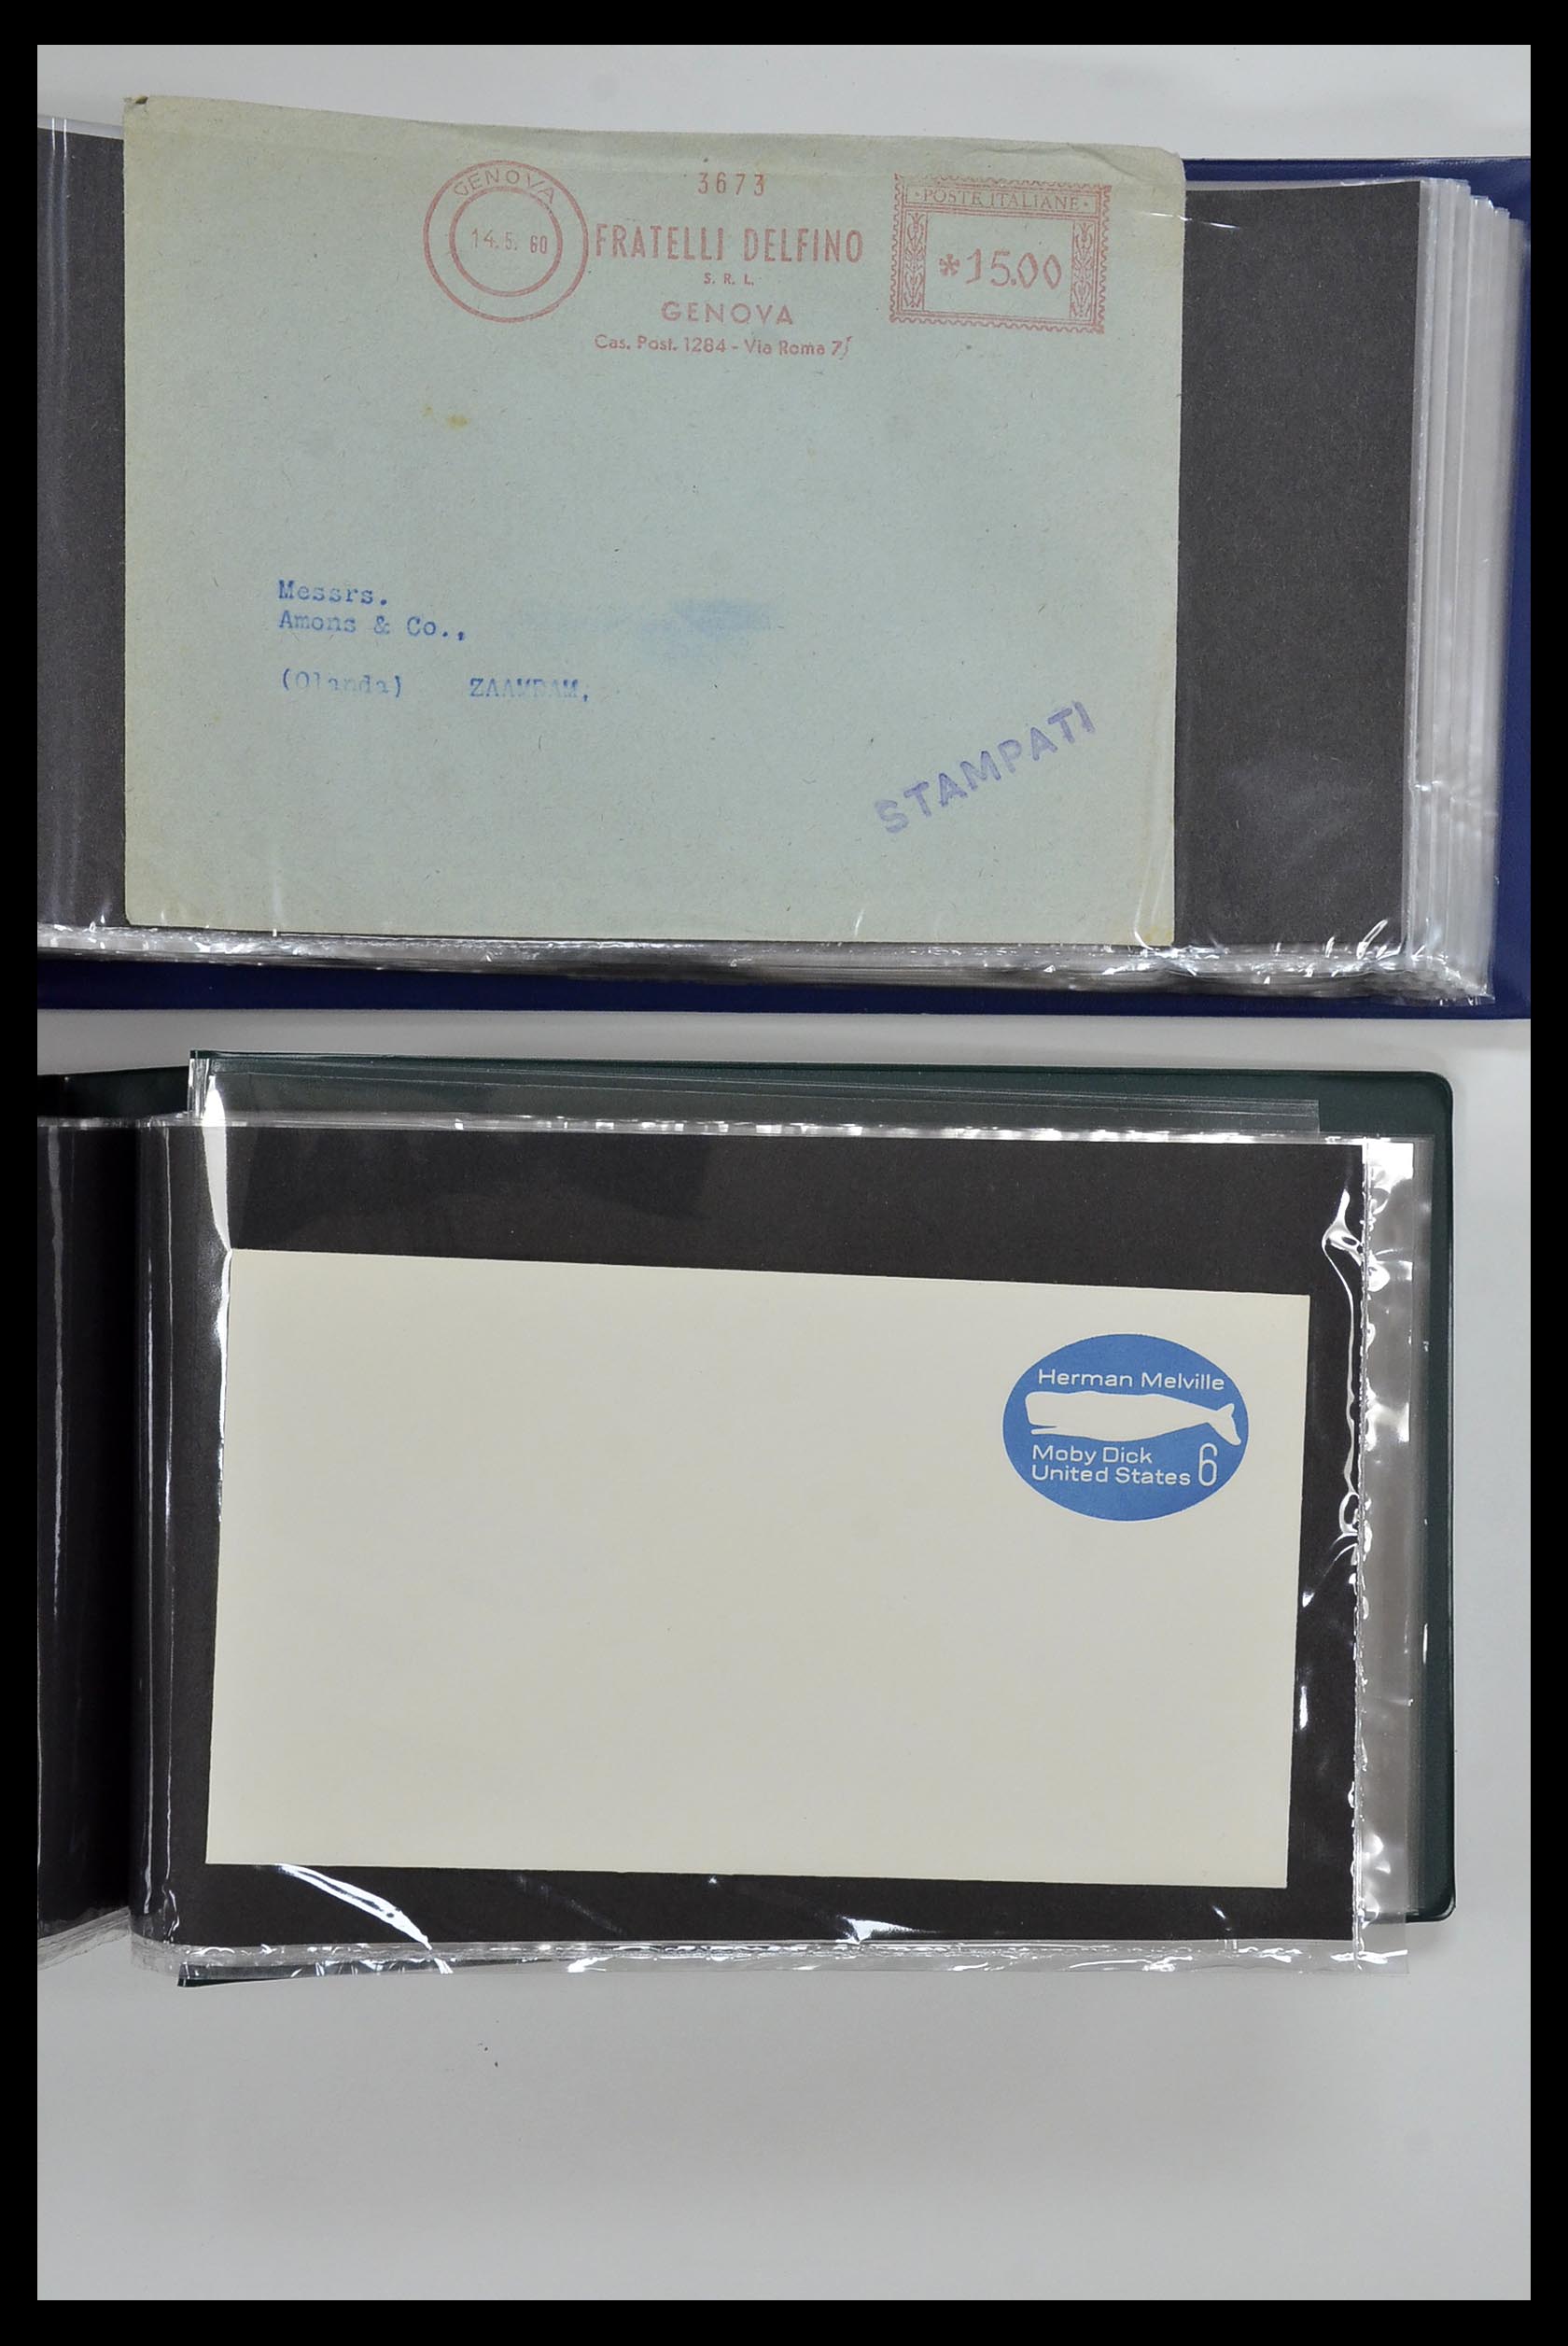 GENOVA
14.5.60
3673
FRATELLI DELFINO
S. R. L.
GENOVA
Cas. Post. 1284 - Via Roma 7
· POSTE ITALIANE ·
*15.00
Messrs.
Amons & Co.,
(Olanda) ZAANDAM,
STAMPATI
Herman Melville
Moby Dick
United States 6